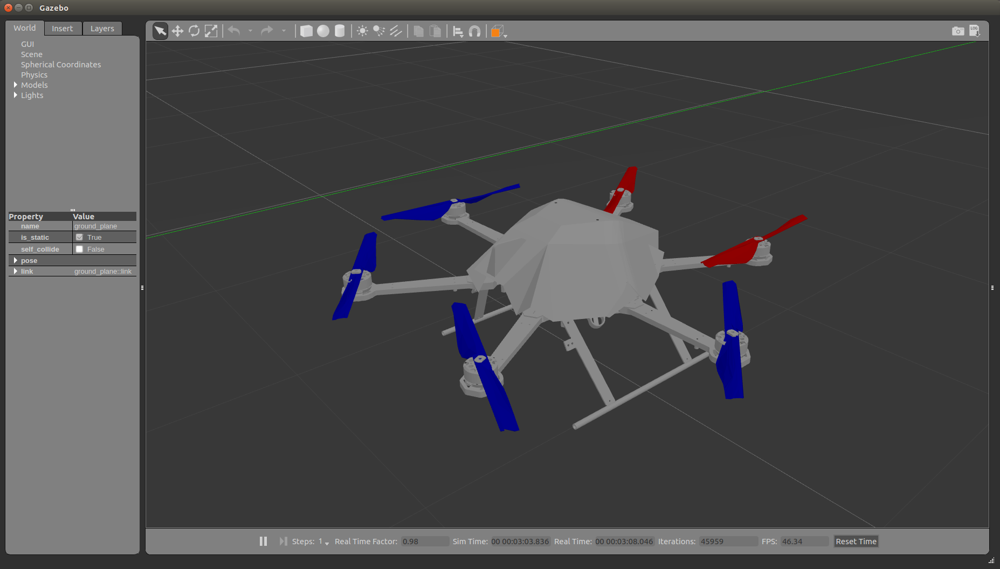 Gazebo
World Insert Layers
GUI
Scene
Spherical Coordinates
Physics
Models
Lights
Property Value
name ground_plane
is_static True
self_collide False
pose
link ground_plane::link
LOG
Steps: 1 Real Time Factor: 0.98 Sim Time: 00 00:03:03.836 Real Time: 00 00:03:08.046 Iterations: 45959 FPS: 46.34 Reset Time